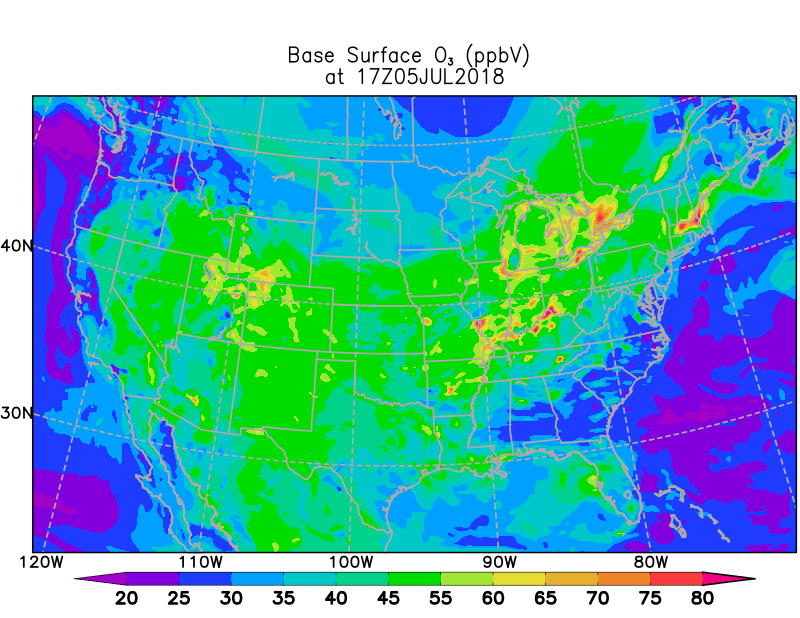 Base Surface O₃ (ppbV)
at 17Z05JUL2018
40N
30N
120W 110W 100W 90W 80W
20 25 30 35 40 45 55 60 65 70 75 80